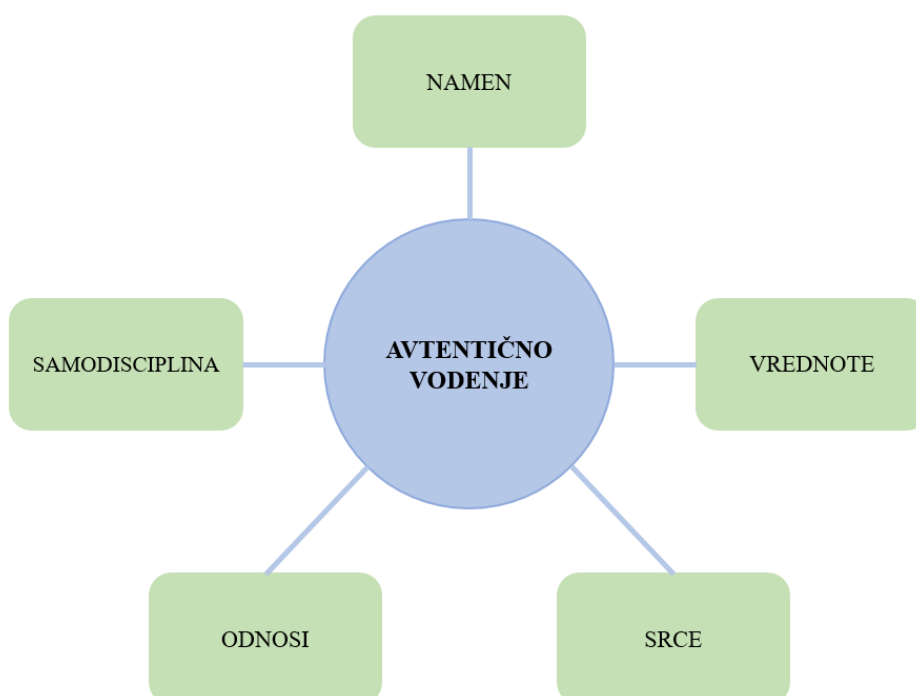 NAMEN
SAMODISCIPLINA
AVTENTIČNO
VODENJE
VREDNOTE
ODNOSI
SRCE